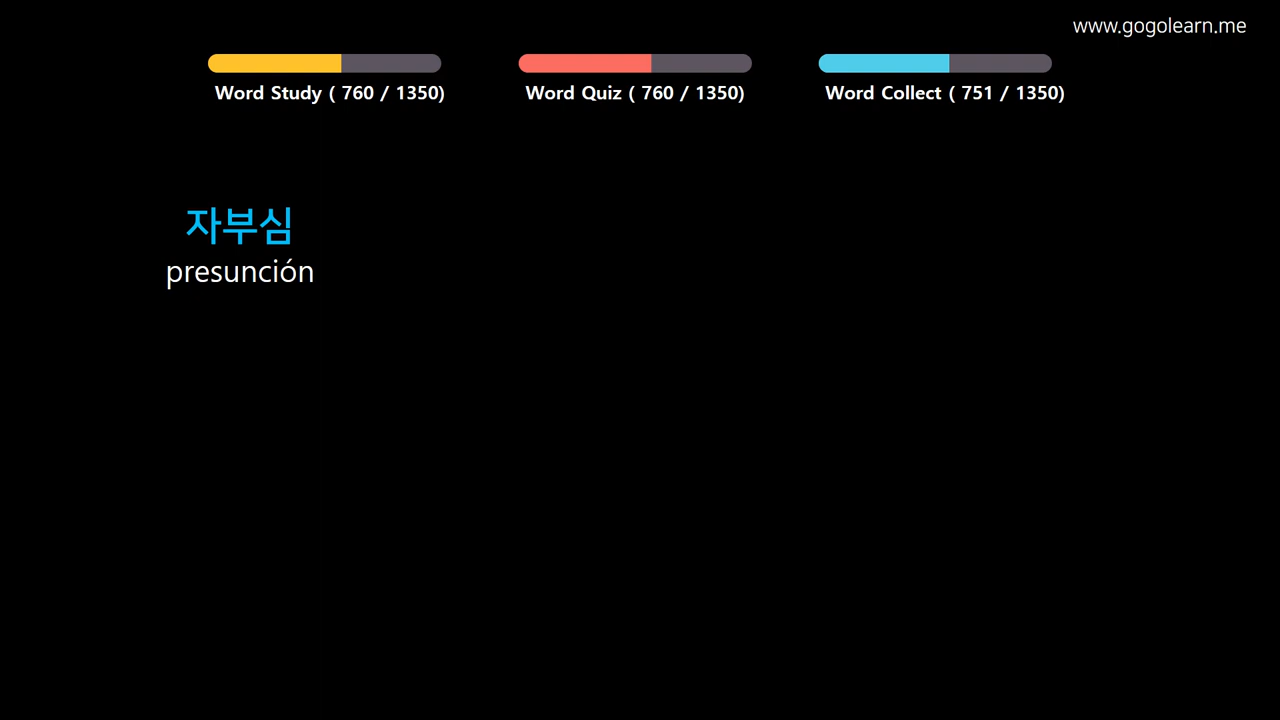 www.gogolearn.me
Word Study ( 760 / 1350)
Word Quiz ( 760 / 1350)
Word Collect ( 751 / 1350)
자부심
presunción